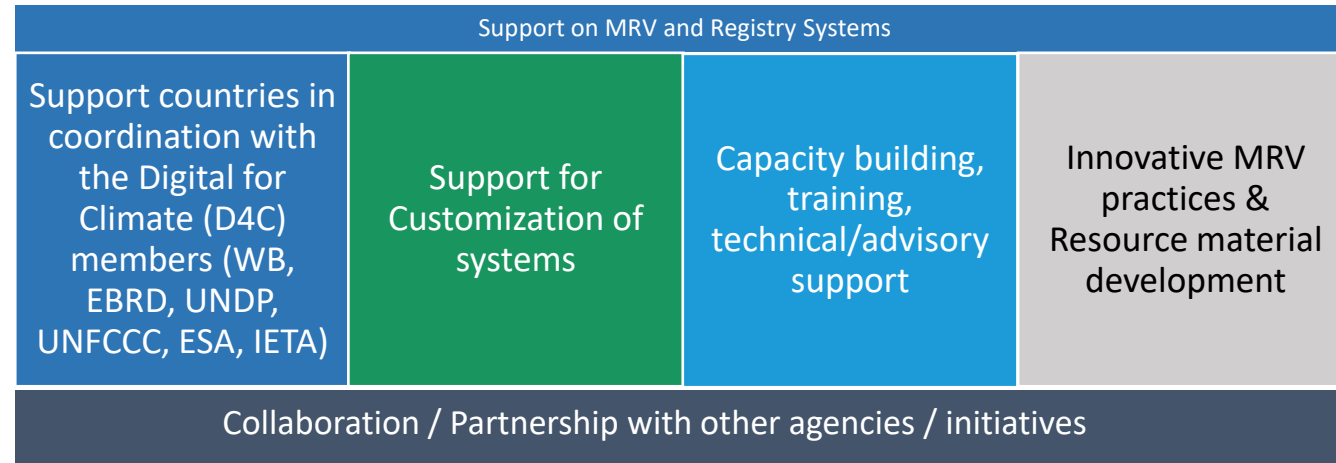 Support on MRV and Registry Systems
Support countries in
coordination with
the Digital for
Climate (D4C)
members (WB,
EBRD, UNDP,
UNFCCC, ESA, IETA)
Support for
Customization of
systems
Capacity building,
training,
technical/advisory
support
Innovative MRV
practices &
Resource material
development
Collaboration / Partnership with other agencies / initiatives